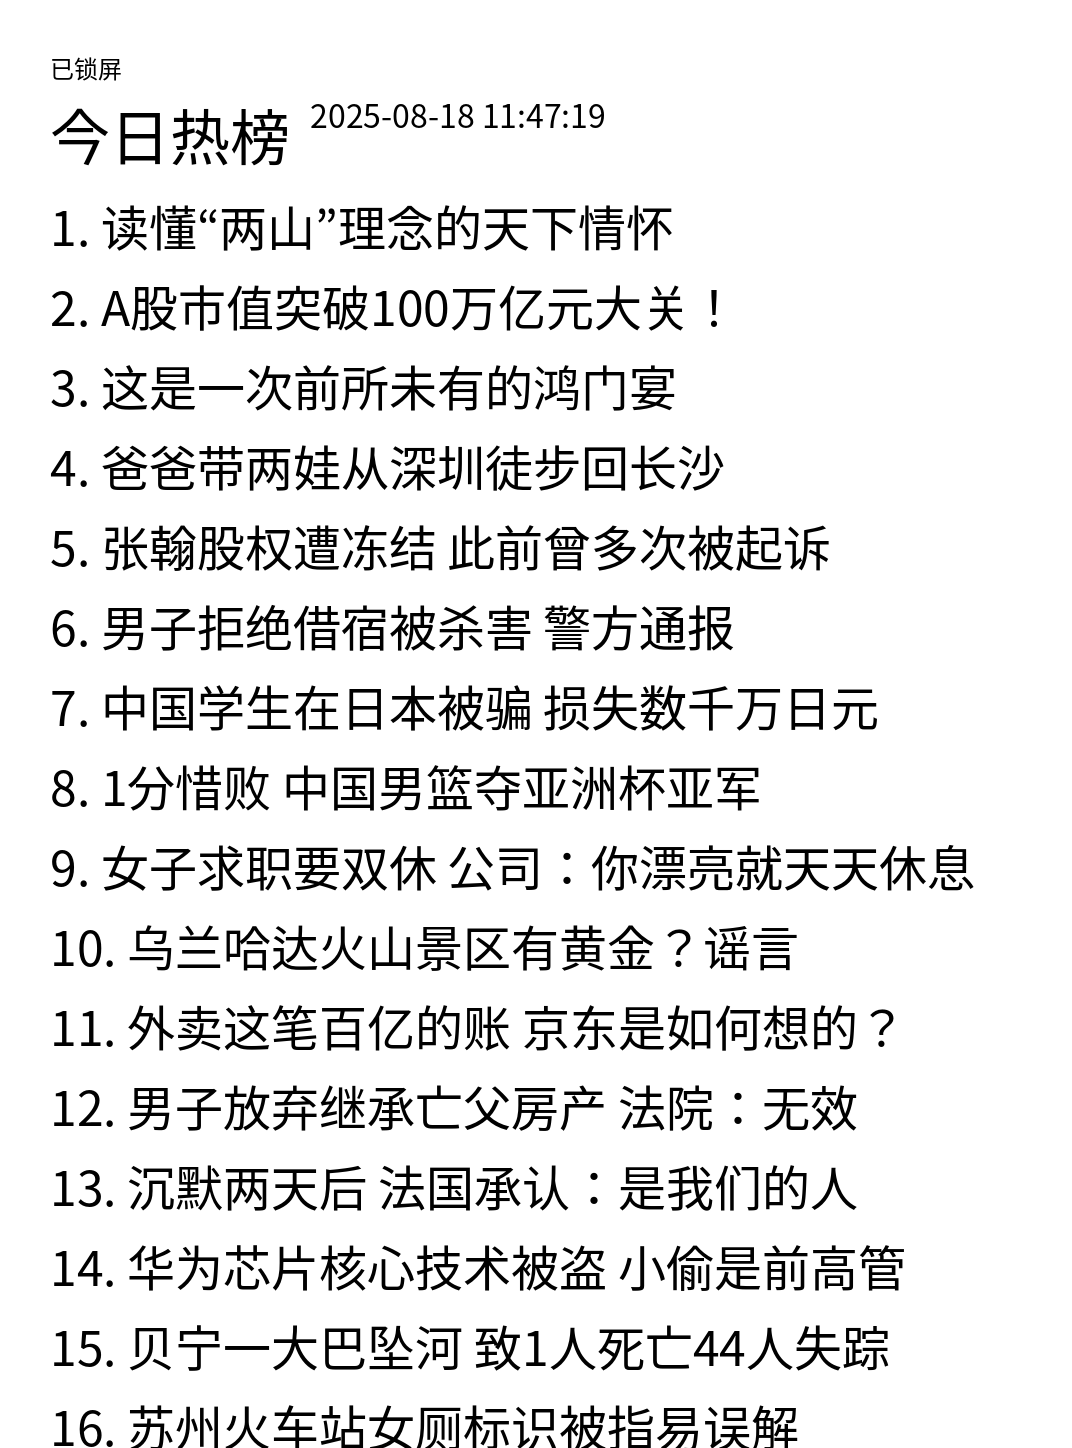 已锁屏
今日热榜 2025-08-18 11:47:19
1. 读懂“两山”理念的天下情怀
2. A股市值突破100万亿元大关！
3. 这是一次前所未有的鸿门宴
4. 爸爸带两娃从深圳徒步回长沙
5. 张翰股权遭冻结 此前曾多次被起诉
6. 男子拒绝借宿被杀害 警方通报
7. 中国学生在日本被骗 损失数千万日元
8. 1分惜败 中国男篮夺亚洲杯亚军
9. 女子求职要双休 公司：你漂亮就天天休息
10. 乌兰哈达火山景区有黄金？谣言
11. 外卖这笔百亿的账 京东是如何想的？
12. 男子放弃继承亡父房产 法院：无效
13. 沉默两天后 法国承认：是我们的人
14. 华为芯片核心技术被盗 小偷是前高管
15. 贝宁一大巴坠河 致1人死亡44人失踪
16. 苏州火车站女厕标识被指易误解